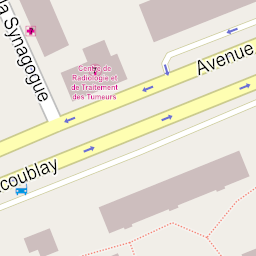 la Synagogue
Centre de
Radiologie et
de Traitement
des Tumeurs
Avenue
coublay